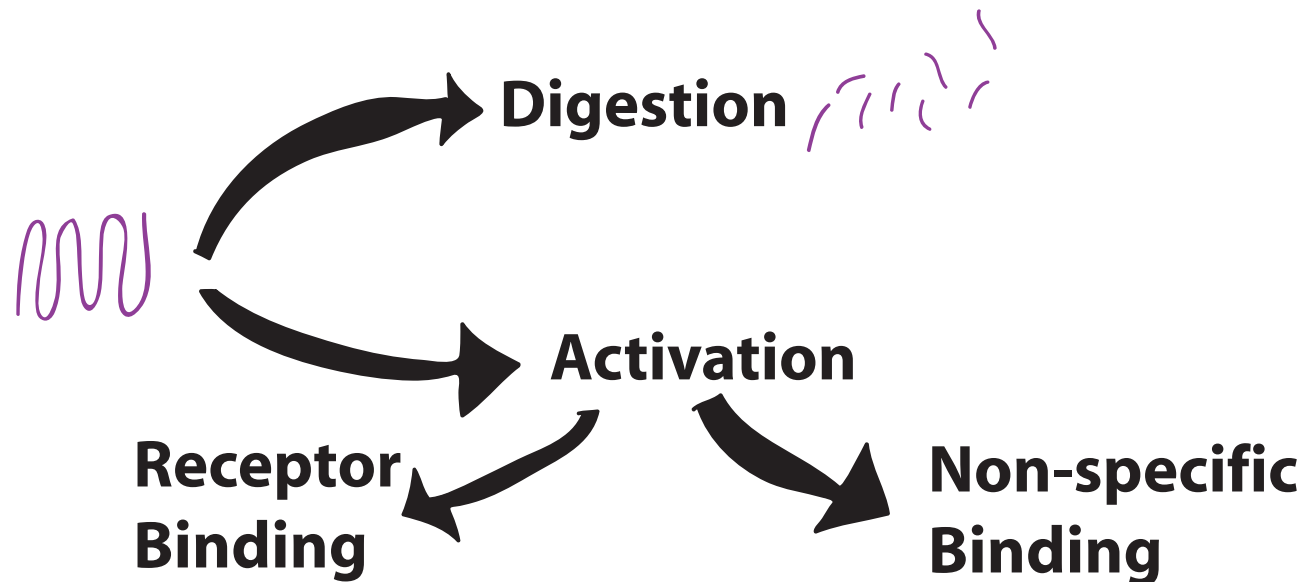 Digestion
Activation
Receptor
Binding
Non-specific
Binding